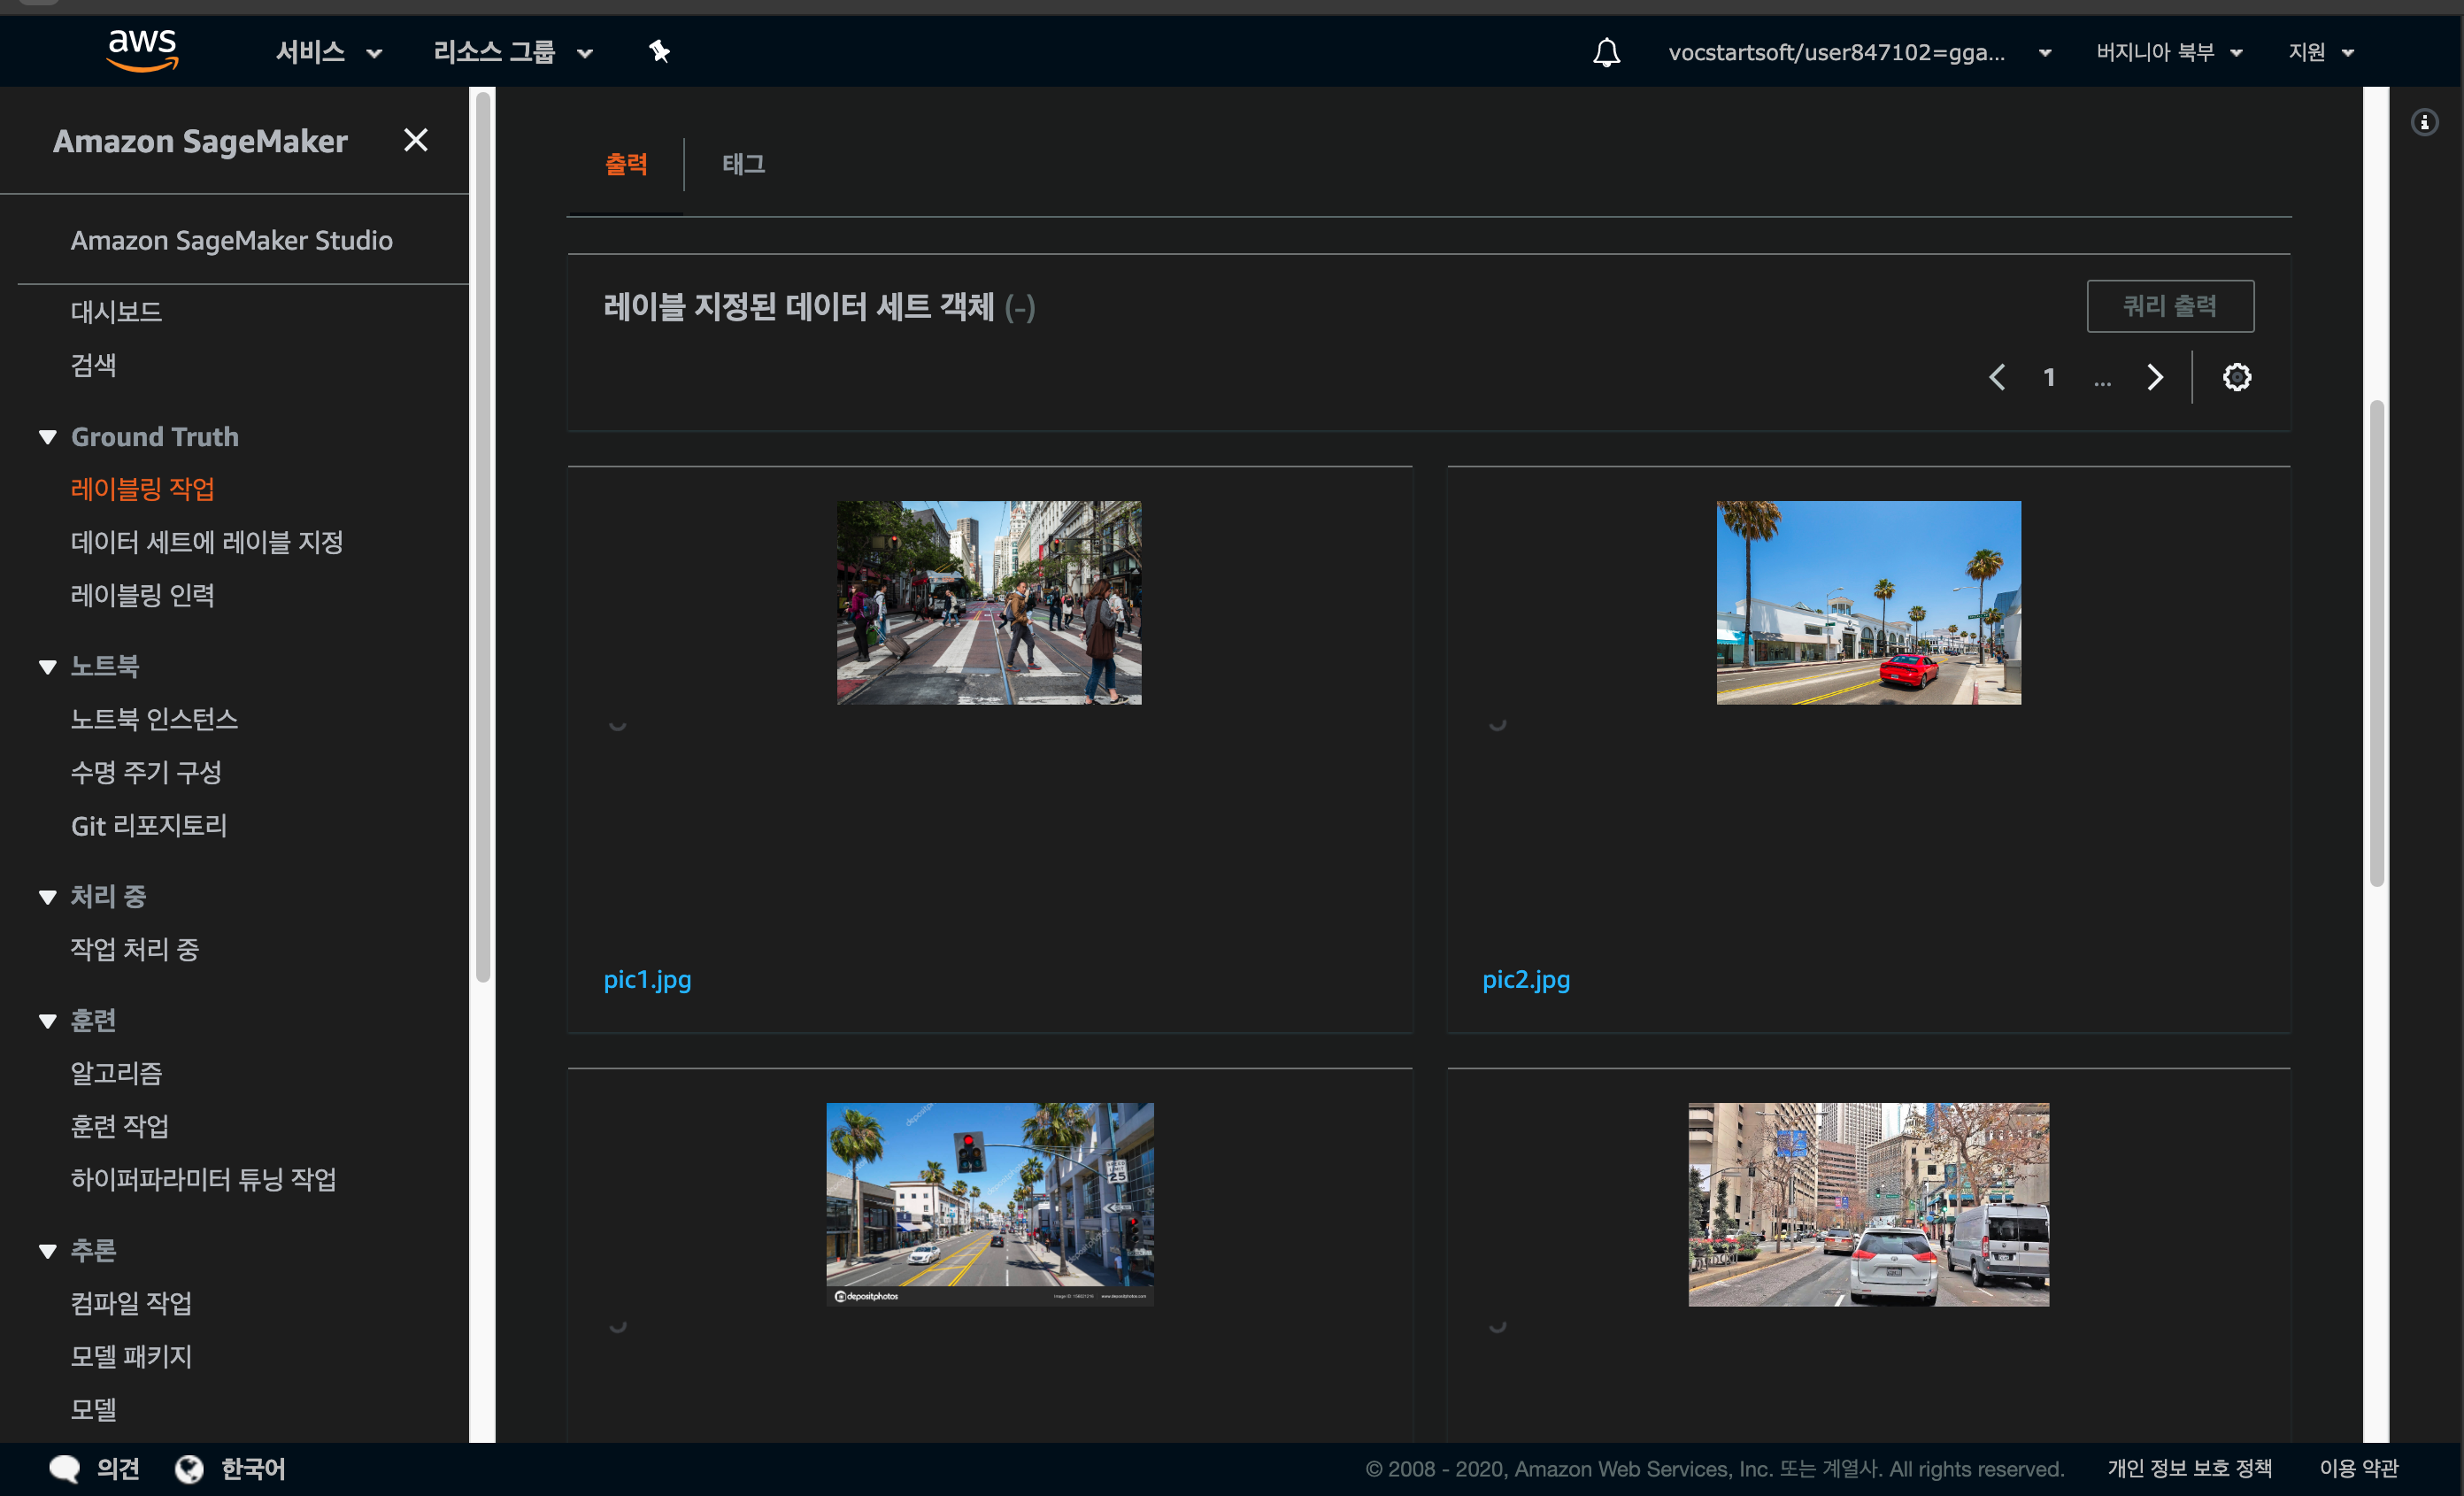 aws
서비스
리소스 그룹
vocstartsoft/user847102=gga...
버지니아 북부
지원
Amazon SageMaker
Amazon SageMaker Studio
대시보드
검색
Ground Truth
레이블링 작업
데이터 세트에 레이블 지정
레이블링 인력
노트북
노트북 인스턴스
수명 주기 구성
Git 리포지토리
처리 중
작업 처리 중
훈련
알고리즘
훈련 작업
하이퍼파라미터 튜닝 작업
추론
컴파일 작업
모델 패키지
모델
출력
태그
레이블 지정된 데이터 세트 객체 (-)
쿼리 출력
1
...
pic1.jpg
pic2.jpg
25
depositphotos
www.depositphotos.com
의견
한국어
© 2008 - 2020, Amazon Web Services, Inc. 또는 계열사. All rights reserved.
개인 정보 보호 정책
이용 약관